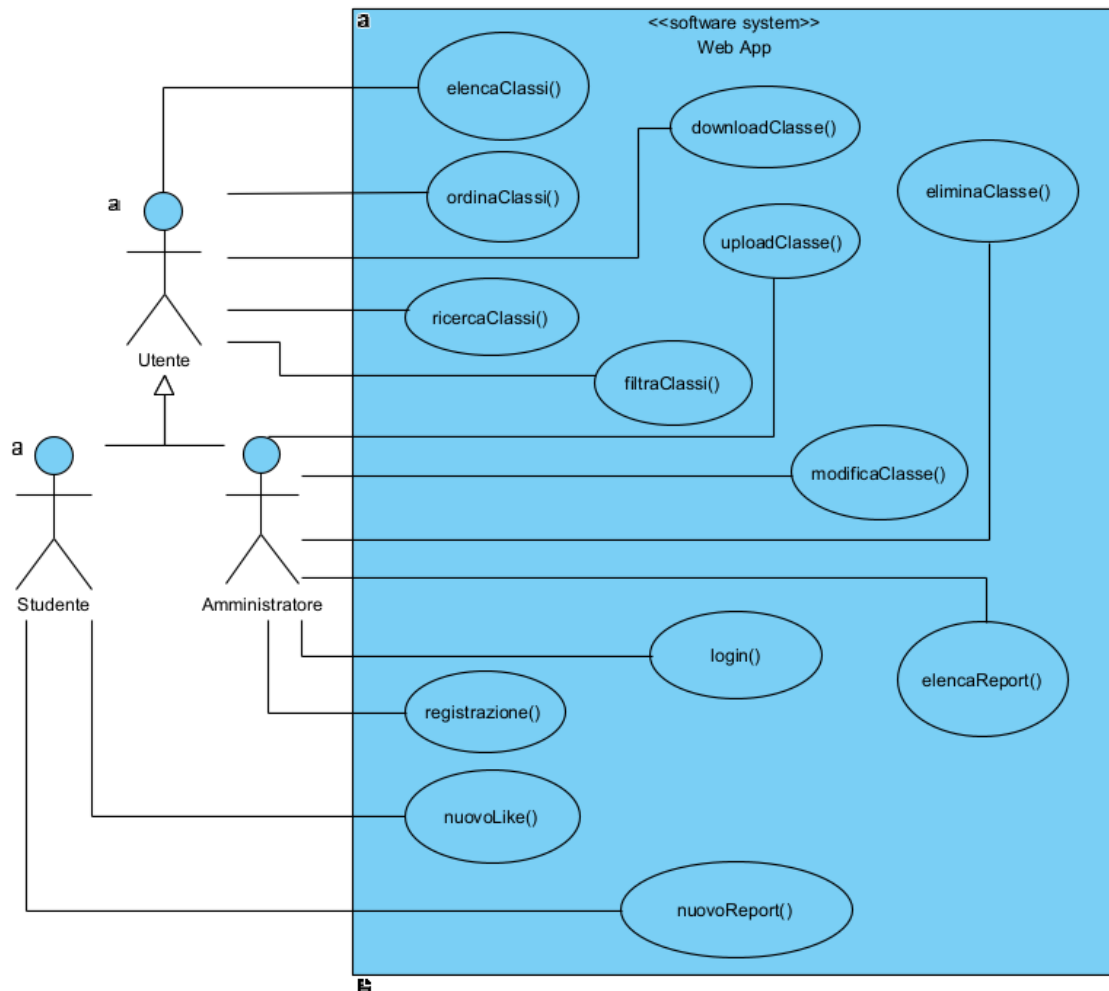 a
<<software system>>
Web App
elencaClassi()
downloadClasse()
eliminaClasse()
ordinaClassi()
a
uploadClasse()
ricercaClassi()
Utente
filtraClassi()
a
modificaClasse()
Studente
Amministratore
login()
elencaReport()
registrazione()
nuovoLike()
nuovoReport()